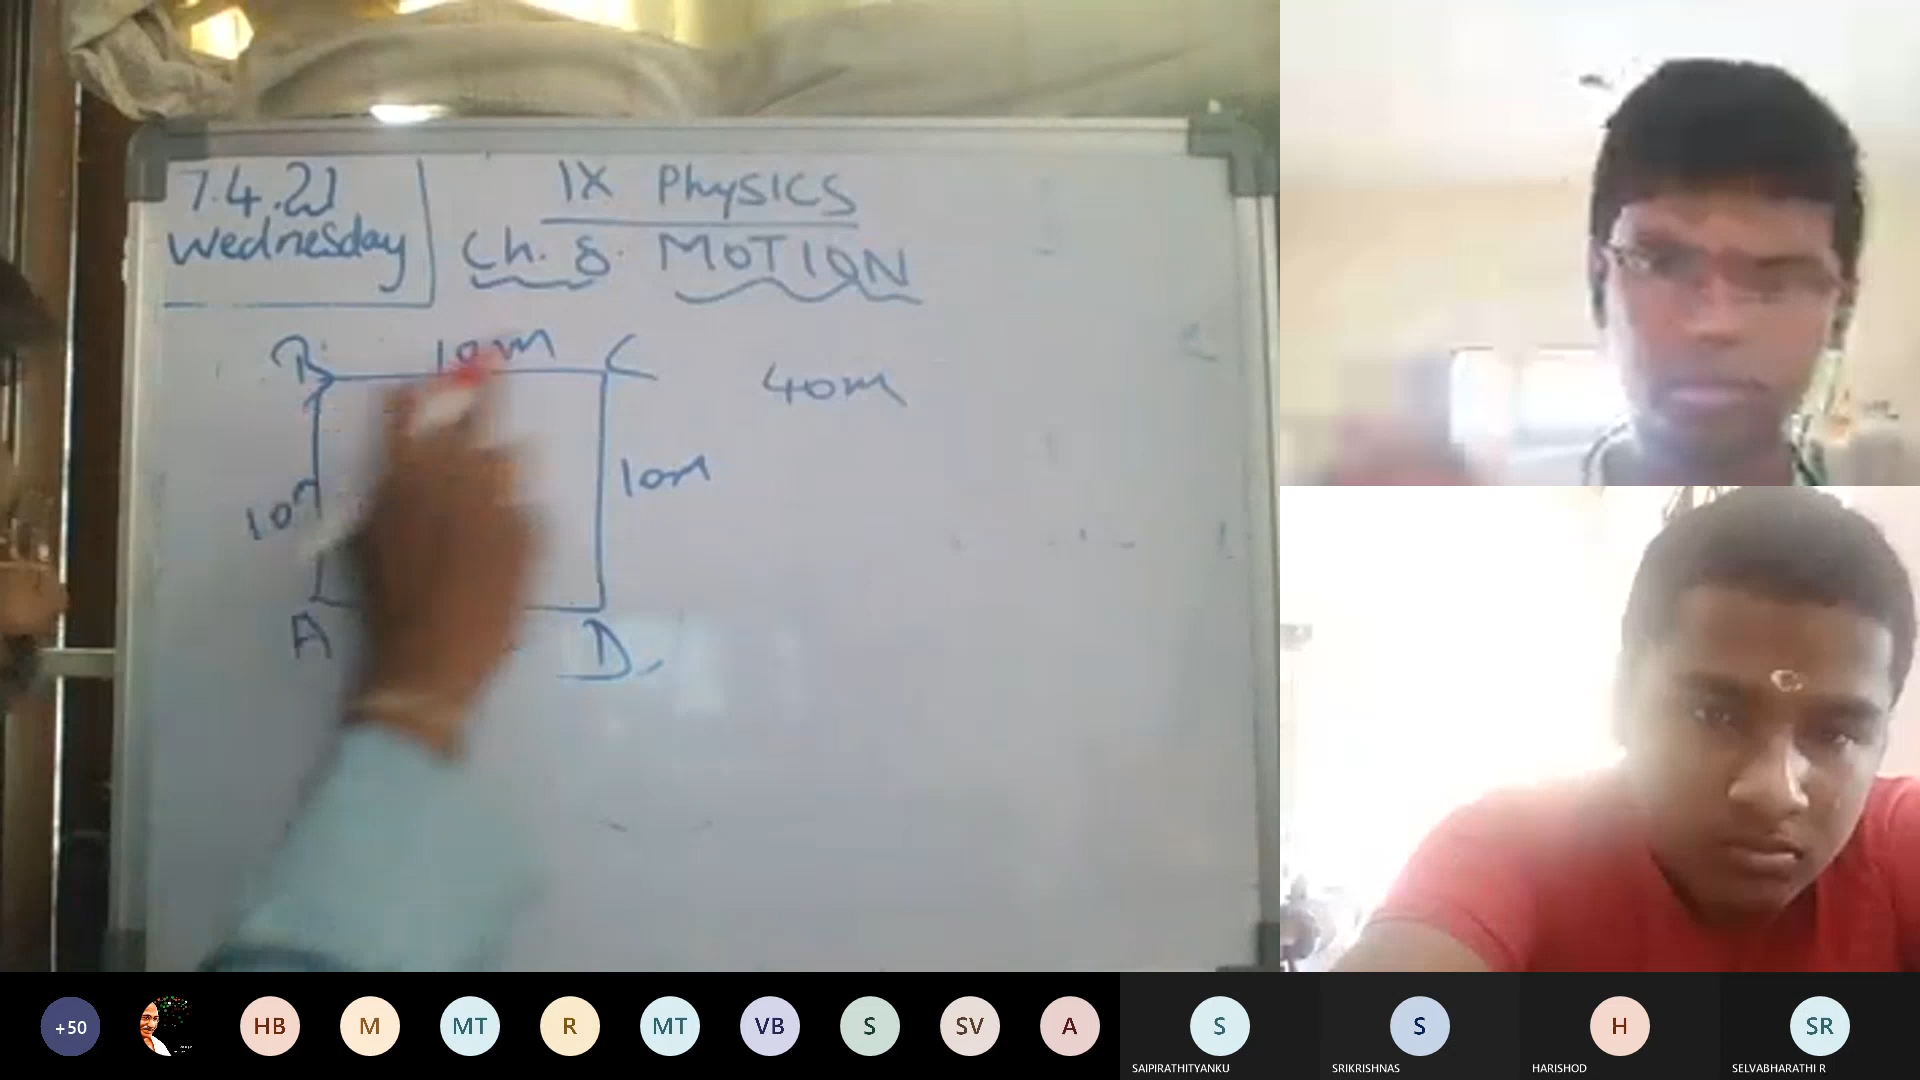 7.4.21
Wednesday
IX Physics
Ch. 8. MOTION
B 10m C
40m
10m
10m
A
D
+50
HB
M
MT
R
MT
VB
S
SV
A
S
S
H
SR
SAIPIRATHITYANKU
SRIKRISHNAS
HARISHOD
SELVABHARATHI R